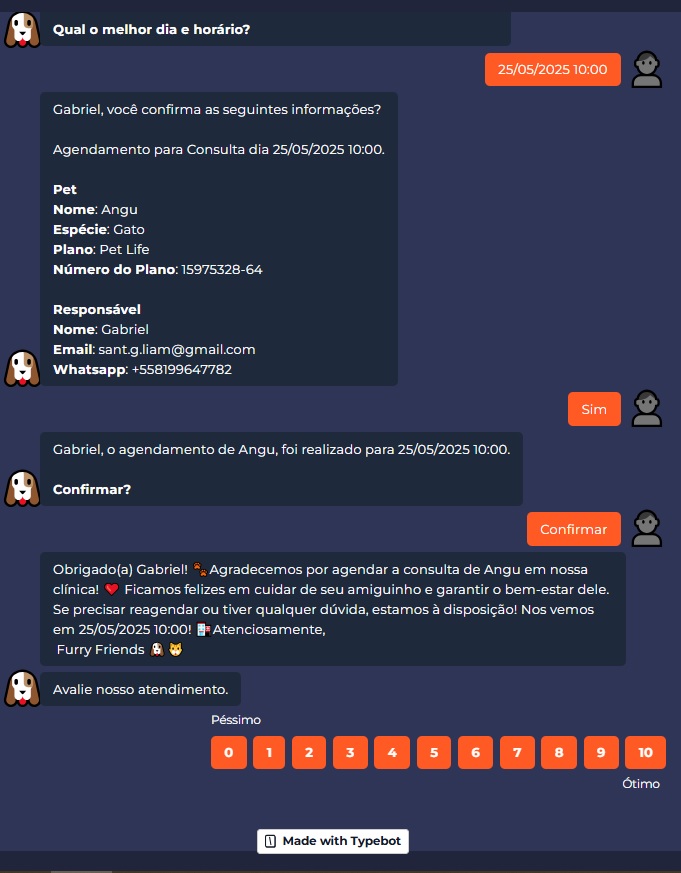 Qual o melhor dia e horário?
25/05/2025 10:00
Gabriel, você confirma as seguintes informações?
Agendamento para Consulta dia 25/05/2025 10:00.
Pet
Nome: Angu
Espécie: Gato
Plano: Pet Life
Número do Plano: 15975328-64
Responsável
Nome: Gabriel
Email: sant.g.liam@gmail.com
Whatsapp: +558199647782
Sim
Gabriel, o agendamento de Angu, foi realizado para 25/05/2025 10:00.
Confirmar?
Confirmar
Obrigado(a) Gabriel! 🐾Agradecemos por agendar a consulta de Angu em nossa
clínica! ❤️ Ficamos felizes em cuidar de seu amiguinho e garantir o bem-estar dele.
Se precisar reagendar ou tiver qualquer dúvida, estamos à disposição! Nos vemos
em 25/05/2025 10:00! 🏥Atenciosamente,
Furry Friends 🐶 🐱
Avalie nosso atendimento.
Péssimo
0 1 2 3 4 5 6 7 8 9 10
Ótimo
Made with Typebot